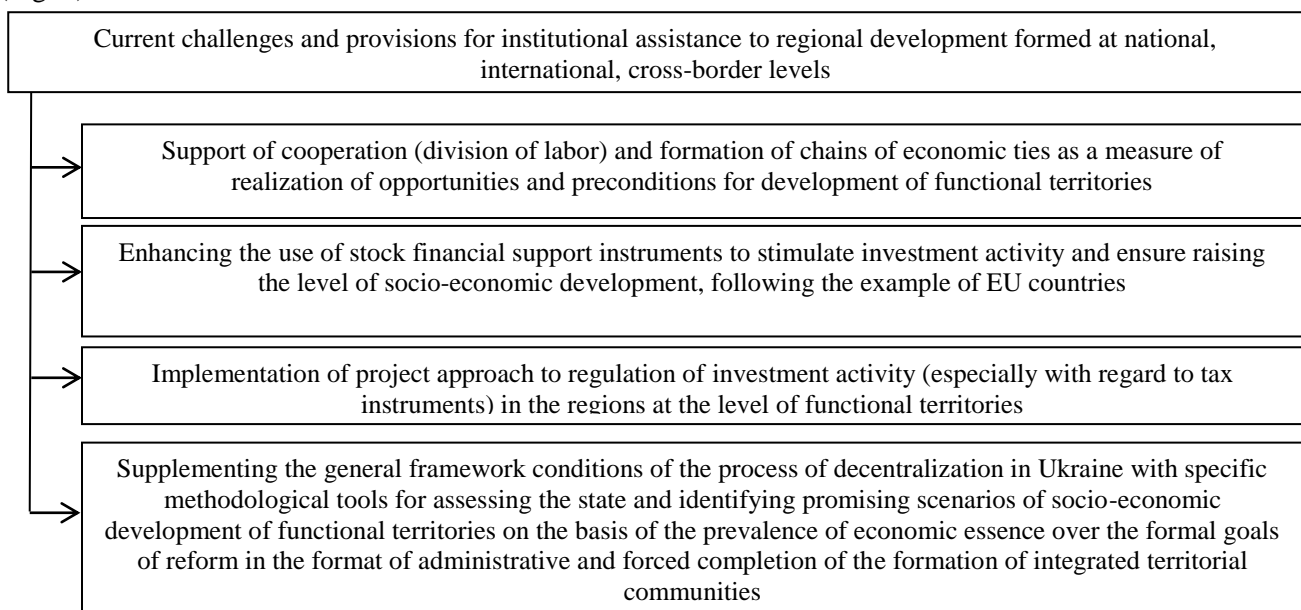 Current challenges and provisions for institutional assistance to regional development formed at national,
international, cross-border levels
Support of cooperation (division of labor) and formation of chains of economic ties as a measure of
realization of opportunities and preconditions for development of functional territories
Enhancing the use of stock financial support instruments to stimulate investment activity and ensure raising
the level of socio-economic development, following the example of EU countries
Implementation of project approach to regulation of investment activity (especially with regard to tax
instruments) in the regions at the level of functional territories
Supplementing the general framework conditions of the process of decentralization in Ukraine with specific
methodological tools for assessing the state and identifying promising scenarios of socio-economic
development of functional territories on the basis of the prevalence of economic essence over the formal goals
of reform in the format of administrative and forced completion of the formation of integrated territorial
communities